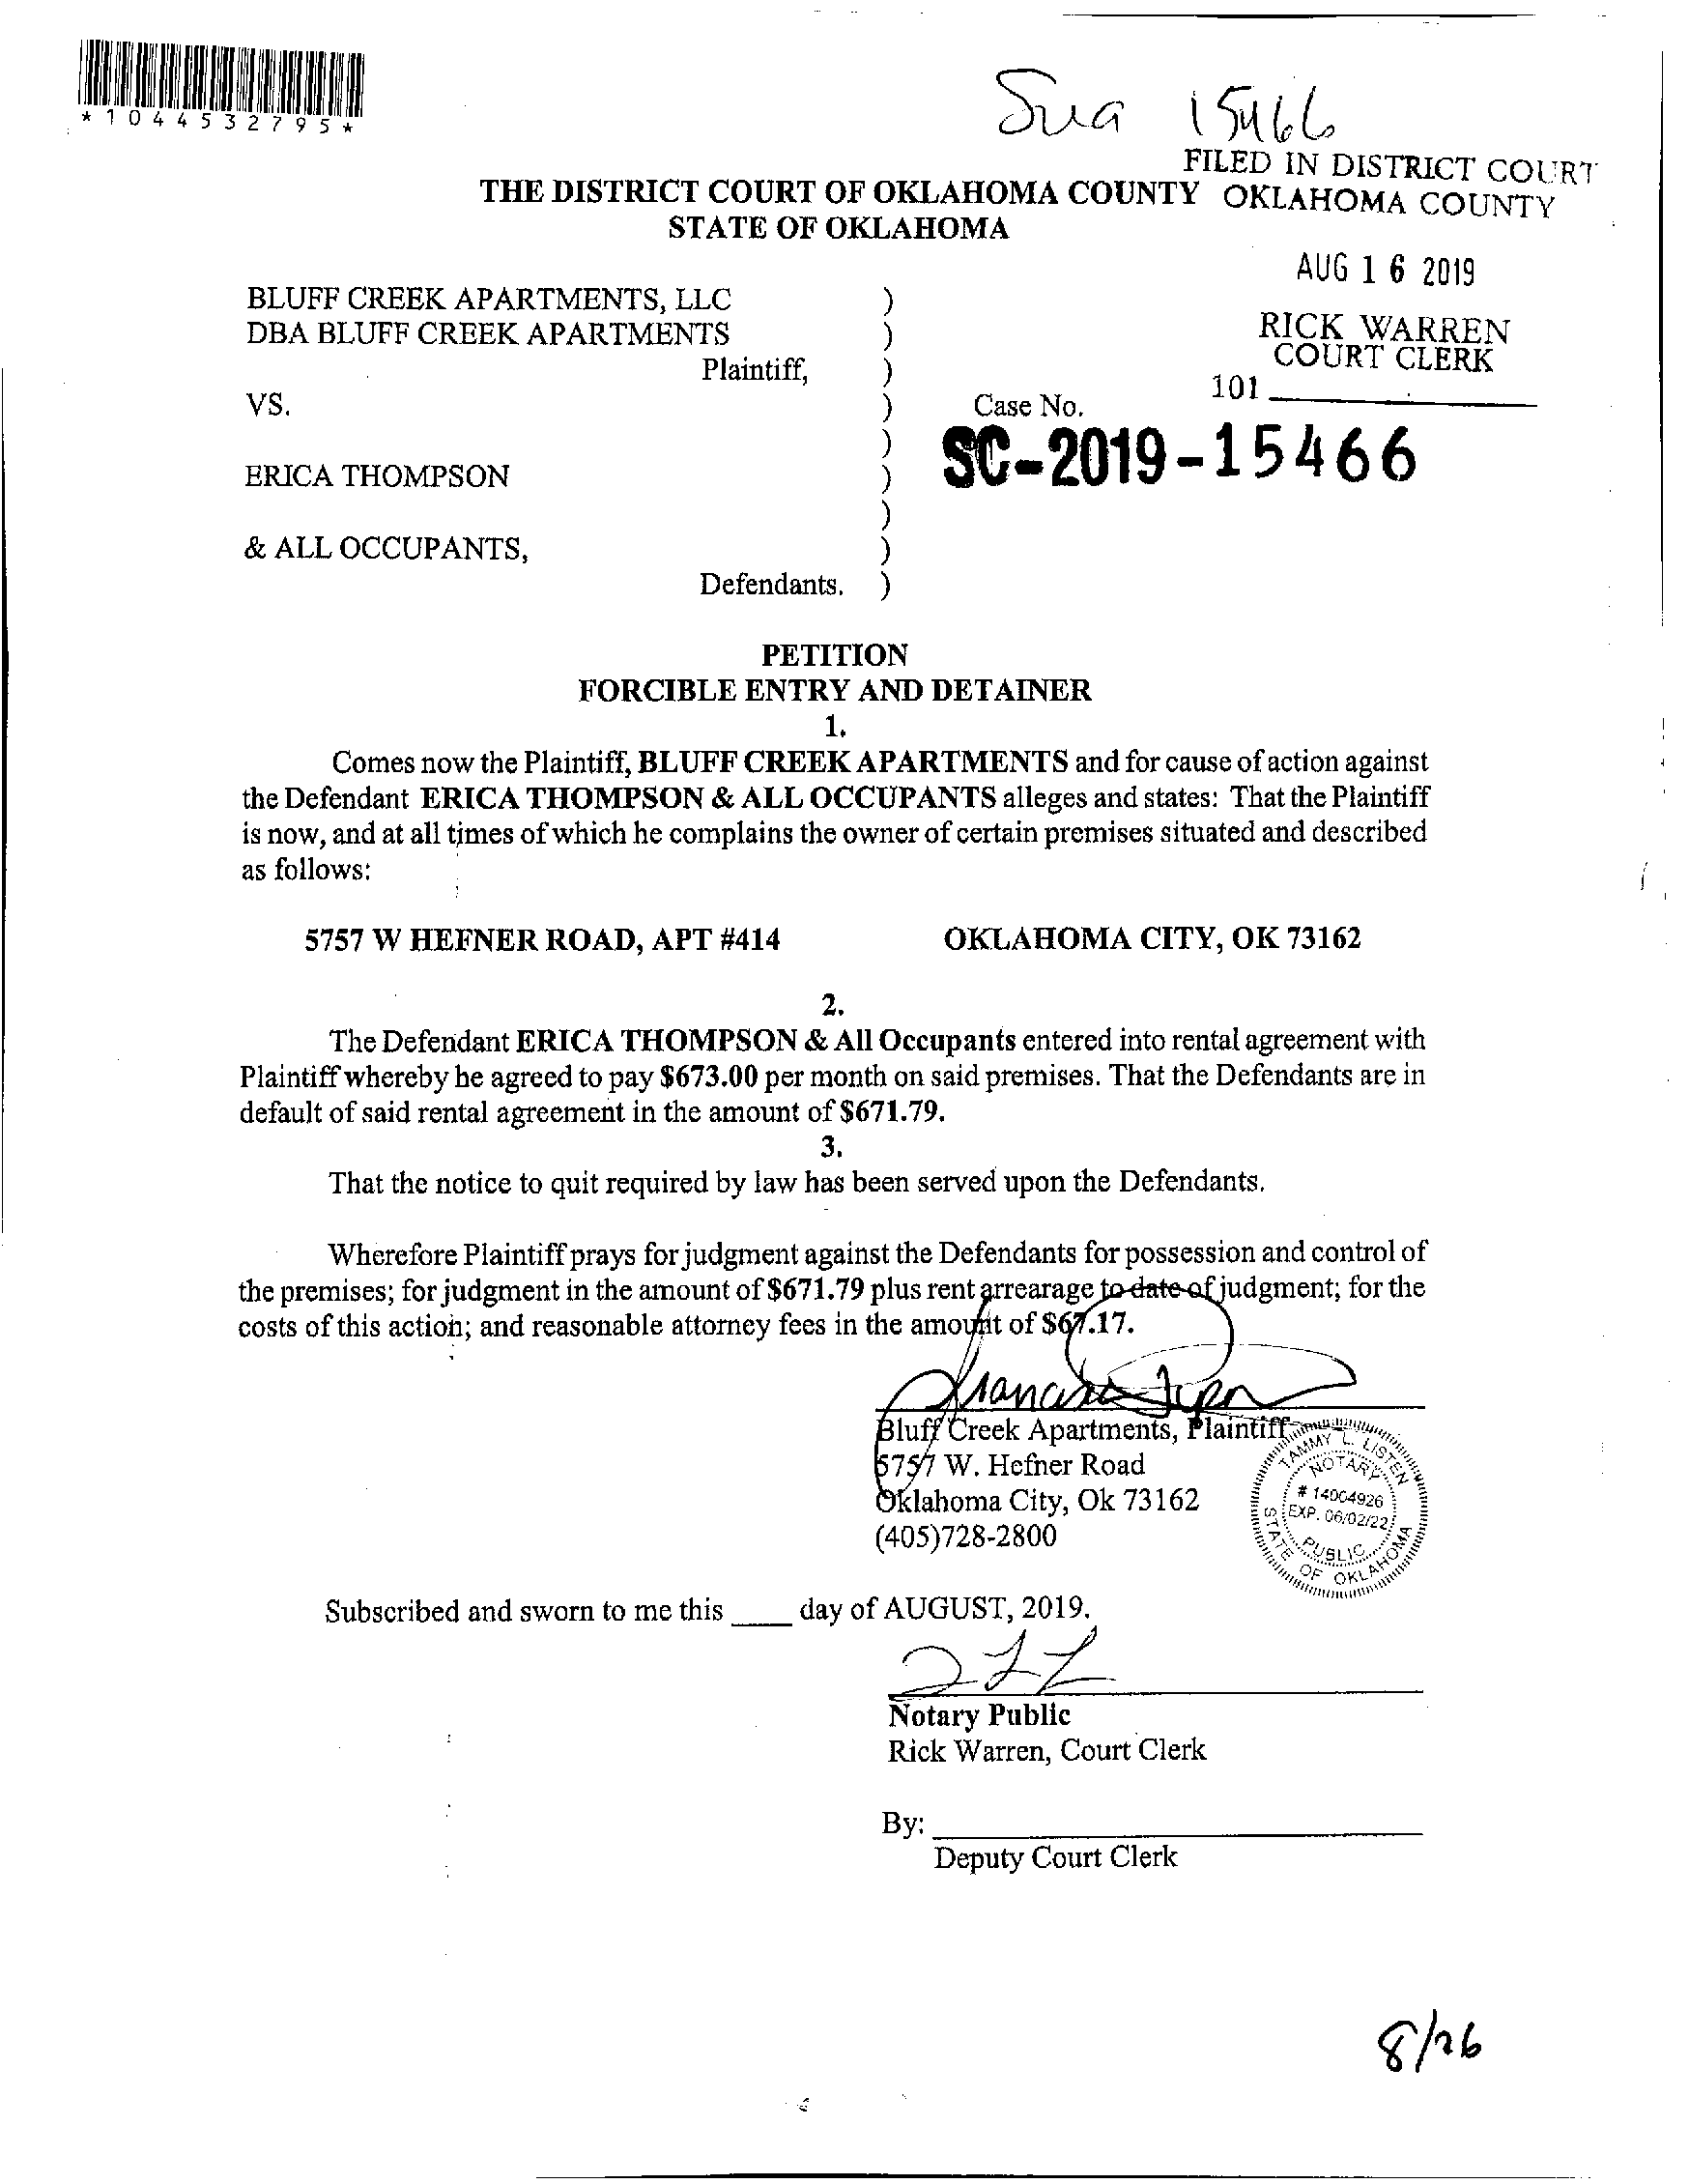 *1044532795*
15466
FILED IN DISTRICT COURT
OKLAHOMA COUNTY
THE DISTRICT COURT OF OKLAHOMA COUNTY
STATE OF OKLAHOMA
AUG 16 2019
RICK WARREN
COURT CLERK
101
BLUFF CREEK APARTMENTS, LLC )
DBA BLUFF CREEK APARTMENTS )
Plaintiff, )
VS. ) Case No.
) SC-2019-15466
ERICA THOMPSON )
)
& ALL OCCUPANTS, )
Defendants. )
PETITION
FORCIBLE ENTRY AND DETAINER
1.
Comes now the Plaintiff, BLUFF CREEK APARTMENTS and for cause of action against
the Defendant ERICA THOMPSON & ALL OCCUPANTS alleges and states: That the Plaintiff
is now, and at all times of which he complains the owner of certain premises situated and described
as follows:
5757 W HEFNER ROAD, APT #414 OKLAHOMA CITY, OK 73162
2.
The Defendant ERICA THOMPSON & All Occupants entered into rental agreement with
Plaintiff whereby he agreed to pay $673.00 per month on said premises. That the Defendants are in
default of said rental agreement in the amount of $671.79.
3.
That the notice to quit required by law has been served upon the Defendants.
Wherefore Plaintiff prays for judgment against the Defendants for possession and control of
the premises; for judgment in the amount of $671.79 plus rent arrearage to date of judgment; for the
costs of this action; and reasonable attorney fees in the amount of $67.17.
Bluff Creek Apartments, Plaintiff
5757 W. Hefner Road
Oklahoma City, Ok 73162
(405)728-2800
TAMMY L. LISTEN
NOTARY
# 14004926
EXP. 06/02/22
PUBLIC
STATE OF OKLAHOMA
Subscribed and sworn to me this ____ day of AUGUST, 2019.
Notary Public
Rick Warren, Court Clerk
By: ____
Deputy Court Clerk
8/26